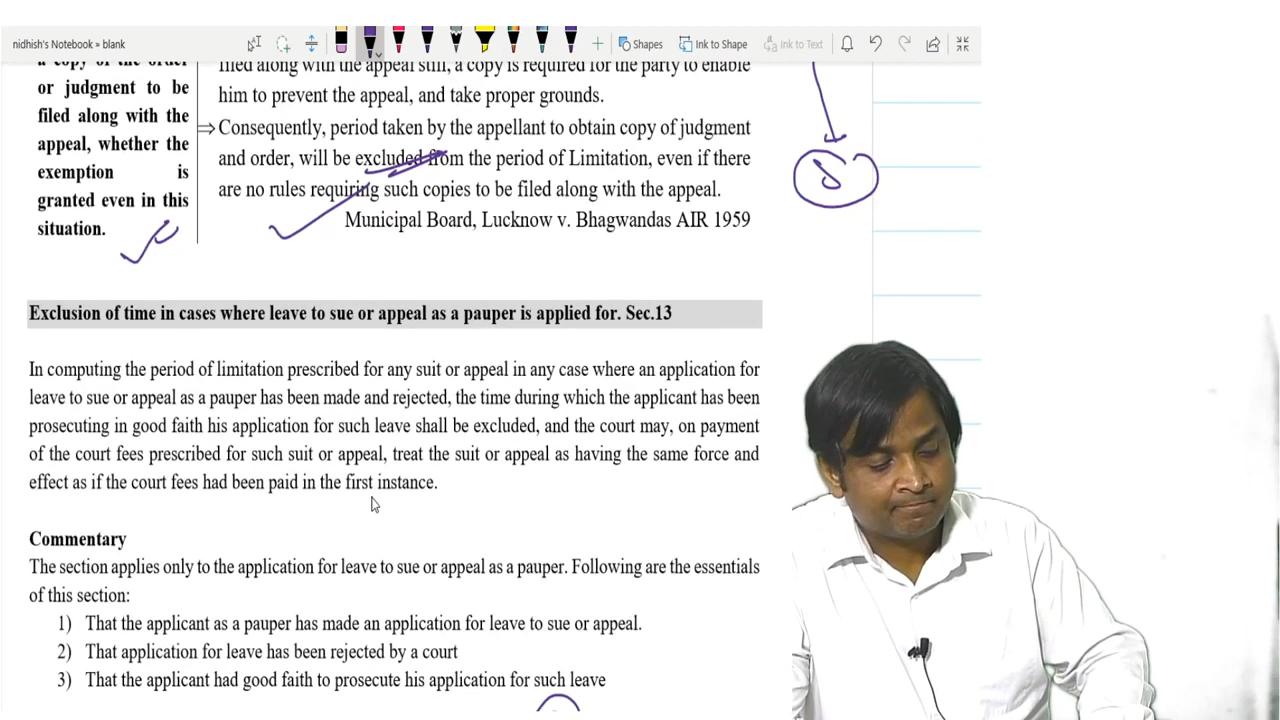 nidhish's Notebook » blank
Shapes
Ink to Shape
Ink to Text
a copy of the order
or judgment to be
filed along with the
appeal, whether the
exemption is
granted even in this
situation.
filed along with the appeal still, a copy is required for the party to enable
him to prevent the appeal, and take proper grounds.
⇒ Consequently, period taken by the appellant to obtain copy of judgment
and order, will be excluded from the period of Limitation, even if there
are no rules requiring such copies to be filed along with the appeal.
Municipal Board, Lucknow v. Bhagwandas AIR 1959
Exclusion of time in cases where leave to sue or appeal as a pauper is applied for. Sec.13
In computing the period of limitation prescribed for any suit or appeal in any case where an application for
leave to sue or appeal as a pauper has been made and rejected, the time during which the applicant has been
prosecuting in good faith his application for such leave shall be excluded, and the court may, on payment
of the court fees prescribed for such suit or appeal, treat the suit or appeal as having the same force and
effect as if the court fees had been paid in the first instance.
Commentary
The section applies only to the application for leave to sue or appeal as a pauper. Following are the essentials
of this section:
1) That the applicant as a pauper has made an application for leave to sue or appeal.
2) That application for leave has been rejected by a court
3) That the applicant had good faith to prosecute his application for such leave